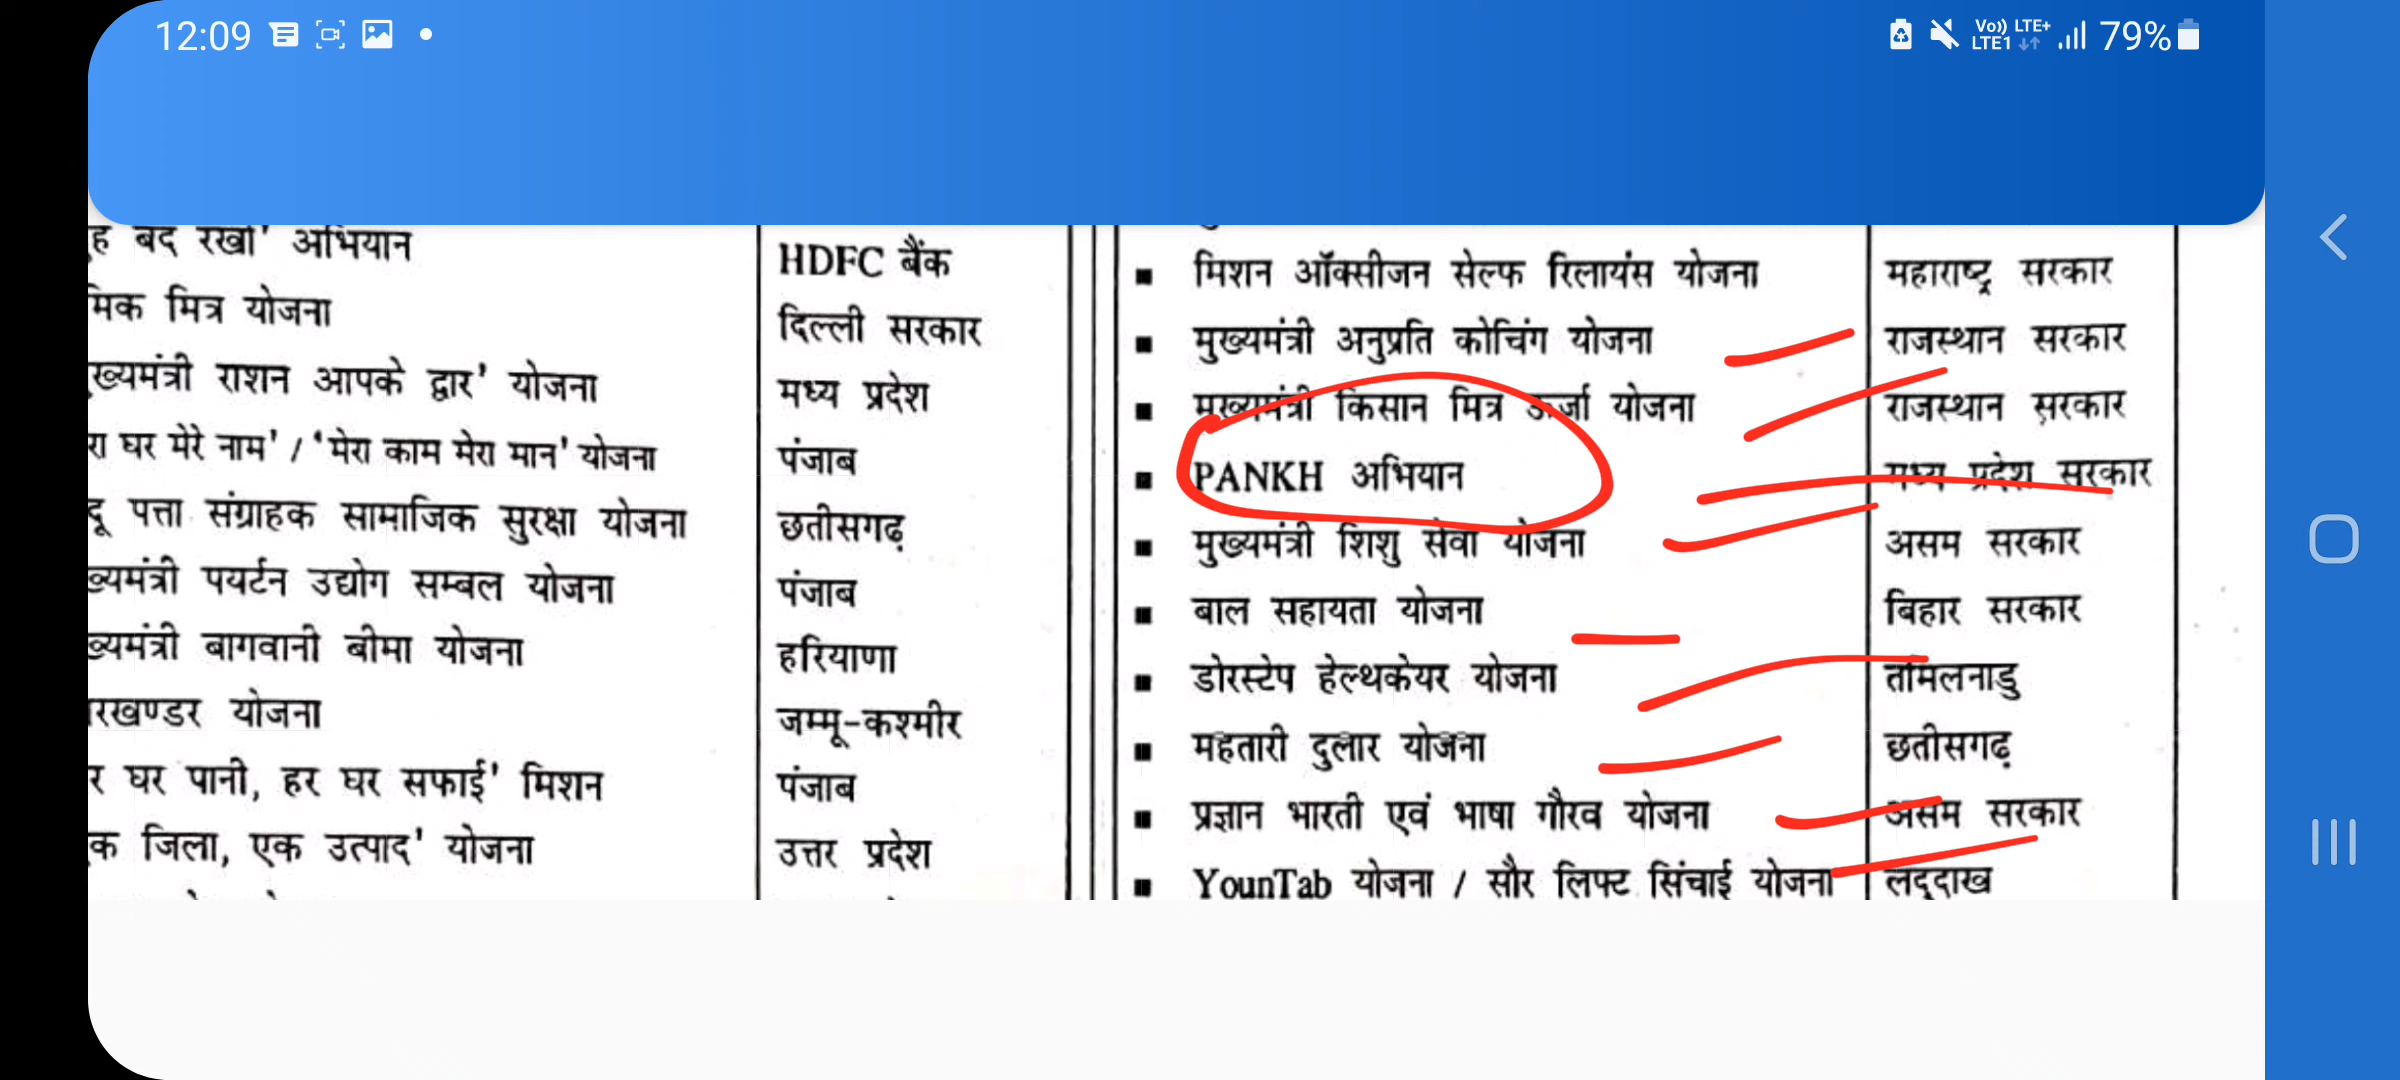 12:09
Vo)) LTE+
LTE1
79%
अभियान
HDFC बैंक
मिक मित्र योजना
दिल्ली सरकार
ख्यमंत्री राशन आपके द्वार' योजना
मध्य प्रदेश
रा घर मेरे नाम' / 'मेरा काम मेरा मान' योजना
पंजाब
दू पत्ता संग्राहक सामाजिक सुरक्षा योजना
छतीसगढ़
ख्यमंत्री पयर्टन उद्योग सम्बल योजना
पंजाब
ख्यमंत्री बागवानी बीमा योजना
हरियाणा
रखण्डर योजना
जम्मू-कश्मीर
र घर पानी, हर घर सफाई' मिशन
पंजाब
क जिला, एक उत्पाद' योजना
उत्तर प्रदेश
▪ मिशन ऑक्सीजन सेल्फ रिलायंस योजना
महाराष्ट्र सरकार
▪ मुख्यमंत्री अनुप्रति कोचिंग योजना
राजस्थान सरकार
▪ मुख्यमंत्री किसान मित्र ऊर्जा योजना
राजस्थान सरकार
▪ PANKH अभियान
मध्य प्रदेश सरकार
▪ मुख्यमंत्री शिशु सेवा योजना
असम सरकार
▪ बाल सहायता योजना
बिहार सरकार
▪ डोरस्टेप हेल्थकेयर योजना
तमिलनाडु
▪ महतारी दुलार योजना
छतीसगढ़
▪ प्रज्ञान भारती एवं भाषा गौरव योजना
असम सरकार
▪ YounTab योजना / सौर लिफ्ट सिंचाई योजना
लद्दाख